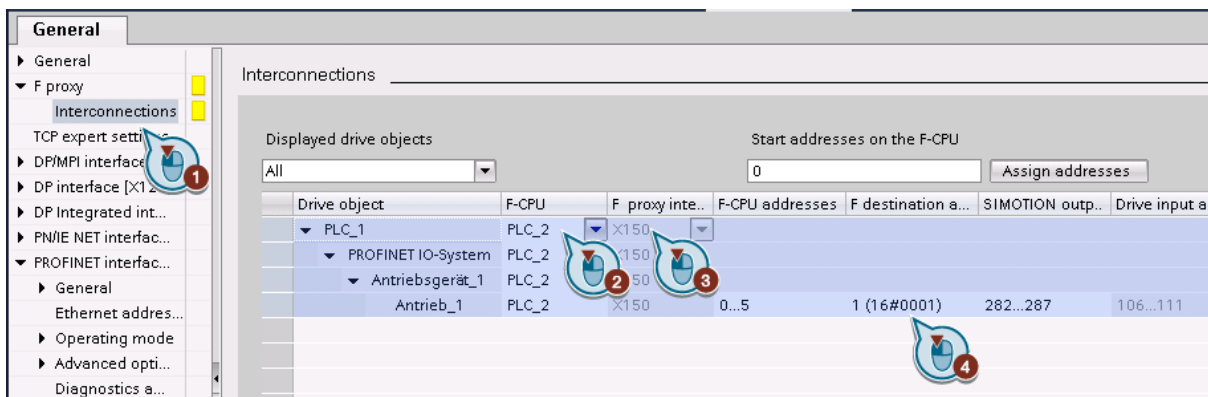 General
General
F proxy
Interconnections
TCP expert setti
DP/MPI interface
DP interface [X12
DP Integrated int...
PN/IE NET interfac...
PROFINET interfac...
General
Ethernet addres...
Operating mode
Advanced opti...
Diagnostics a...
1
Interconnections
Displayed drive objects
Start addresses on the F-CPU
All
0
Assign addresses
Drive object F-CPU F proxy inte.. F-CPU addresses F destination a... SIMOTION outp.. Drive input a
PLC_1 PLC_2 X150
PROFINET IO-System PLC_2 X150
Antriebsgerät_1 PLC_2 50
Antrieb_1 PLC_2 X150 0...5 1 (16#0001) 282...287 106...111
2
3
4